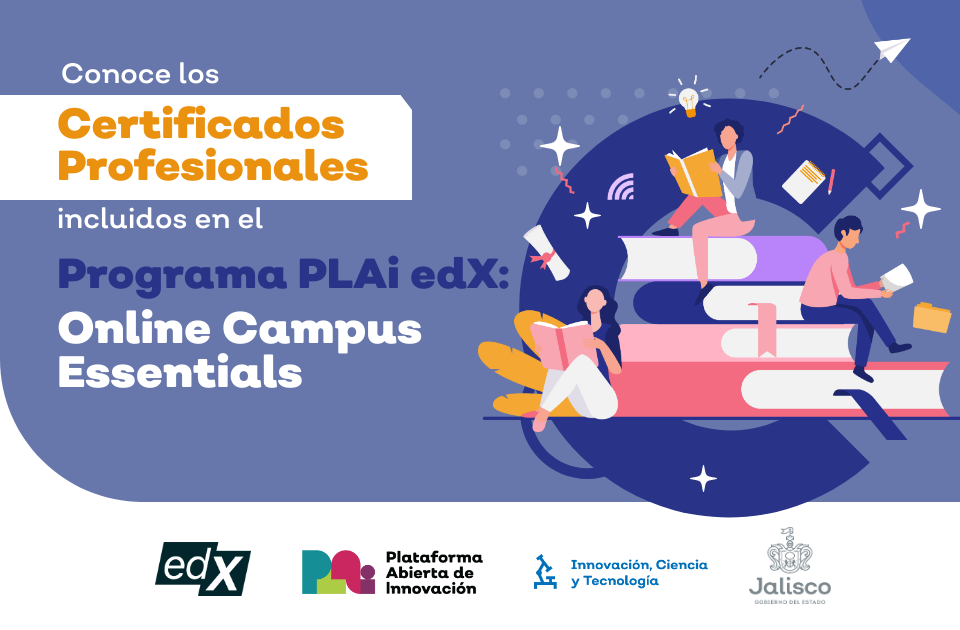 Conoce los
Certificados
Profesionales
incluidos en el
Programa PLAi edX:
Online Campus
Essentials
edX
PLAi
Plataforma
Abierta de
Innovación
Innovación, Ciencia
y Tecnología
Jalisco
GOBIERNO DEL ESTADO